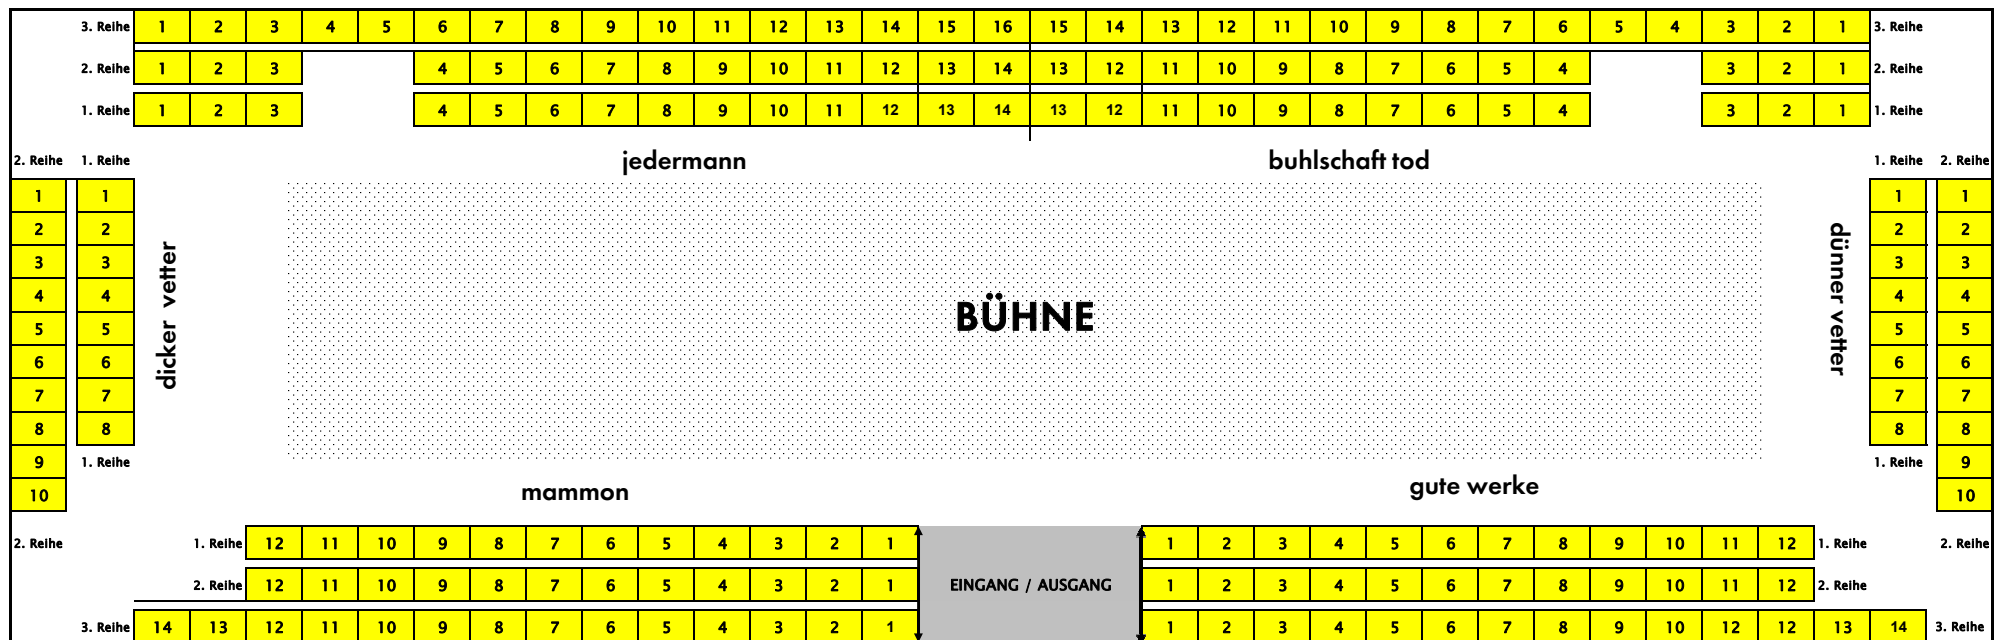 3. Reihe 1 2 3 4 5 6 7 8 9 10 11 12 13 14 15 16 15 14 13 12 11 10 9 8 7 6 5 4 3 2 1 3. Reihe
2. Reihe 1 2 3 4 5 6 7 8 9 10 11 12 13 14 13 12 11 10 9 8 7 6 5 4 3 2 1 2. Reihe
1. Reihe 1 2 3 4 5 6 7 8 9 10 11 12 13 14 13 12 11 10 9 8 7 6 5 4 3 2 1 1. Reihe
2. Reihe 1. Reihe jedermann buhlschaft tod 1. Reihe 2. Reihe
1 1 1 1
2 2 2 2
3 3 3 3
4 4 4 4
5 5 5 5
6 6 6 6
7 7 7 7
8 8 8 8
9 1. Reihe 1. Reihe 9
10 10
dicker vetter
BÜHNE
dünner vetter
mammon gute werke
2. Reihe 1. Reihe 12 11 10 9 8 7 6 5 4 3 2 1 1 2 3 4 5 6 7 8 9 10 11 12 1. Reihe 2. Reihe
2. Reihe 12 11 10 9 8 7 6 5 4 3 2 1 EINGANG / AUSGANG 1 2 3 4 5 6 7 8 9 10 11 12 2. Reihe
3. Reihe 14 13 12 11 10 9 8 7 6 5 4 3 2 1 1 2 3 4 5 6 7 8 9 10 12 12 13 14 3. Reihe